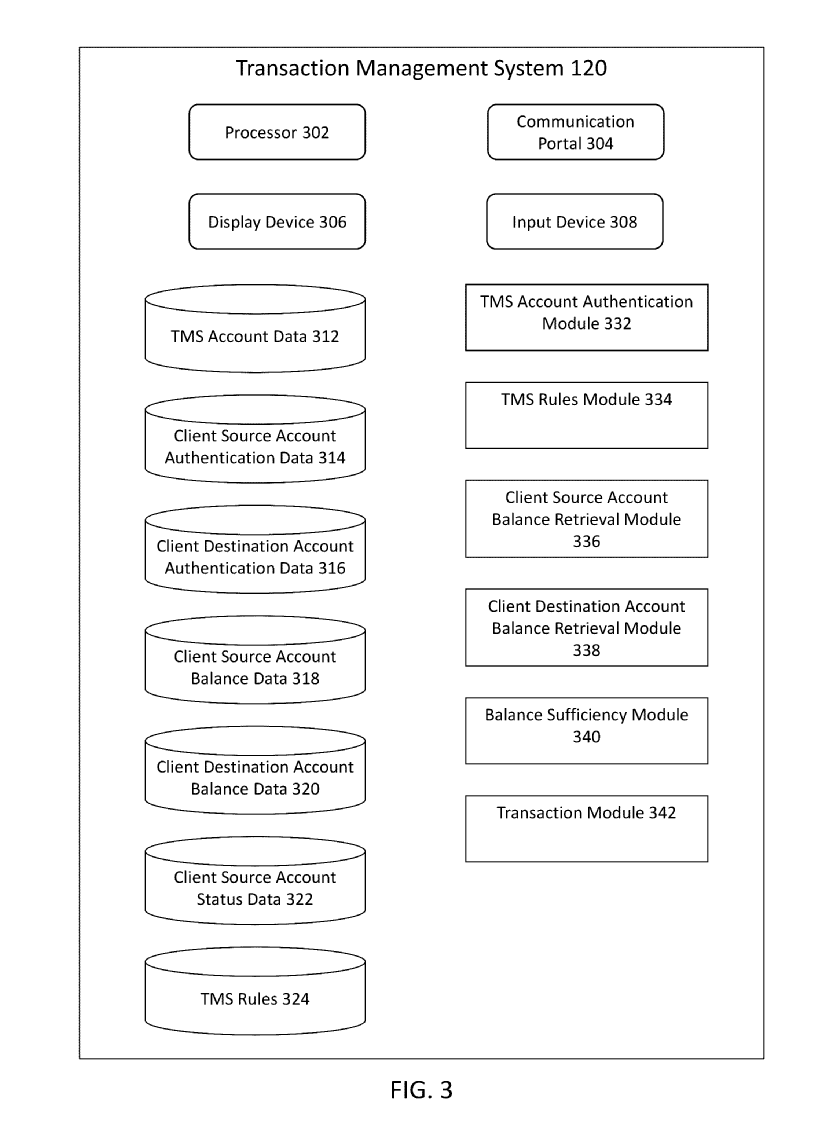 Transaction Management System 120
Processor 302
Communication
Portal 304
Display Device 306
Input Device 308
TMS Account Data 312
Client Source Account
Authentication Data 314
Client Destination Account
Authentication Data 316
Client Source Account
Balance Data 318
Client Destination Account
Balance Data 320
Client Source Account
Status Data 322
TMS Rules 324
TMS Account Authentication
Module 332
TMS Rules Module 334
Client Source Account
Balance Retrieval Module
336
Client Destination Account
Balance Retrieval Module
338
Balance Sufficiency Module
340
Transaction Module 342
FIG. 3